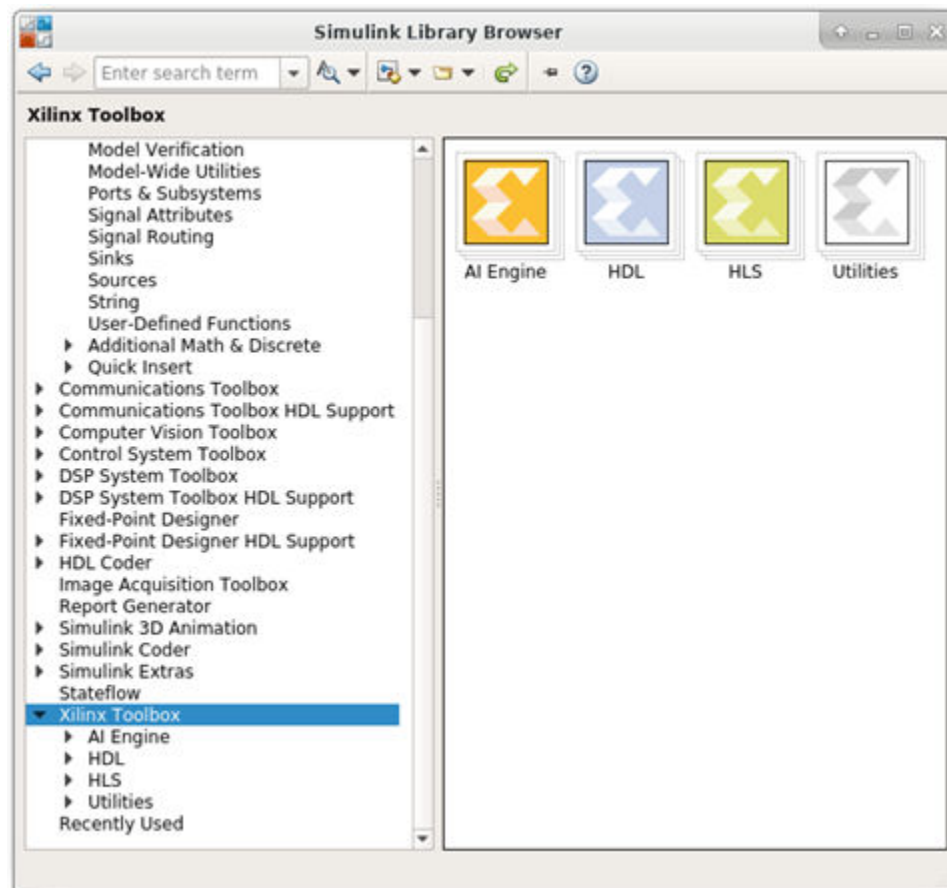 Simulink Library Browser
Enter search term
Xilinx Toolbox
Model Verification
Model-Wide Utilities
Ports & Subsystems
Signal Attributes
Signal Routing
Sinks
Sources
String
User-Defined Functions
Additional Math & Discrete
Quick Insert
Communications Toolbox
Communications Toolbox HDL Support
Computer Vision Toolbox
Control System Toolbox
DSP System Toolbox
DSP System Toolbox HDL Support
Fixed-Point Designer
Fixed-Point Designer HDL Support
HDL Coder
Image Acquisition Toolbox
Report Generator
Simulink 3D Animation
Simulink Coder
Simulink Extras
Stateflow
Xilinx Toolbox
AI Engine
HDL
HLS
Utilities
Recently Used
AI Engine HDL HLS Utilities